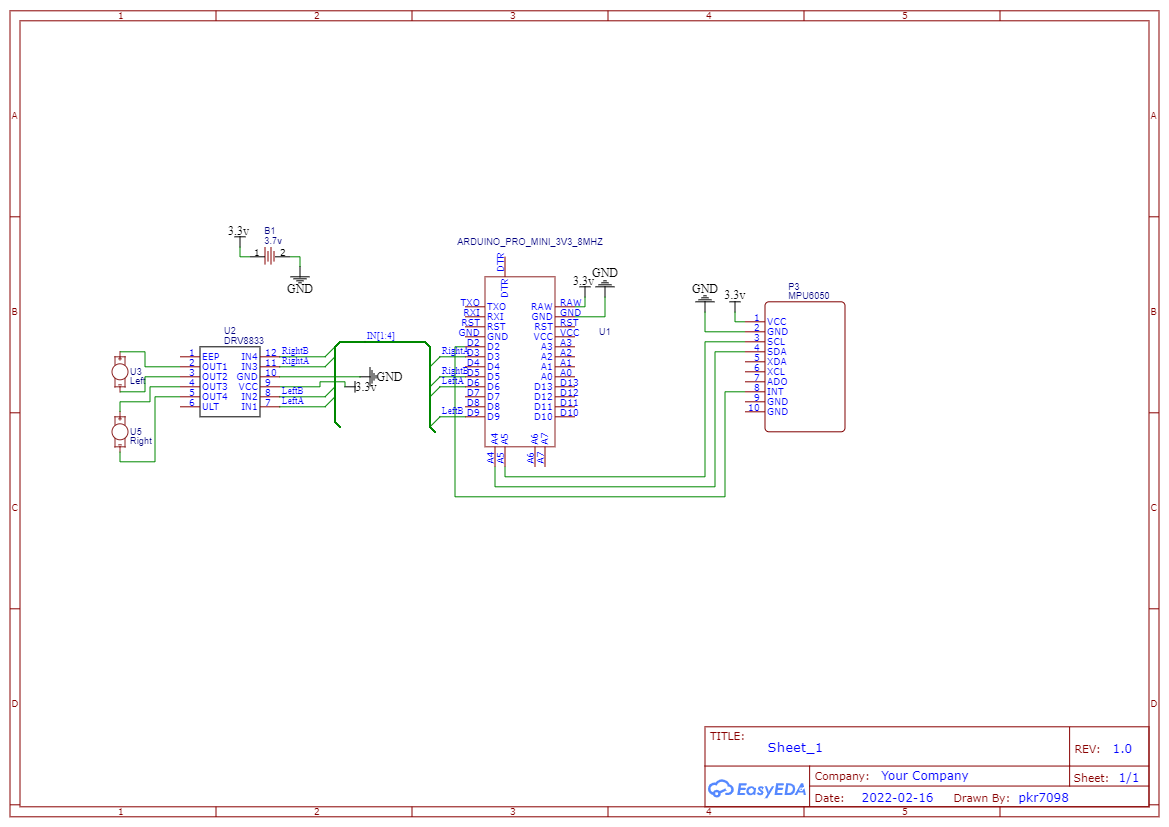 1 2 3 4 5
A A
B B
C C
D D
3.3v
B1
3.7v
1 2
GND
ARDUINO_PRO_MINI_3V3_8MHZ
DTR
DTR
3.3v
GND
U1
TXO TXO RAW RAW
RXI RXI GND GND
RST RST RST RST
GND GND VCC VCC
D2 D2 A3 A3
D3 D3 A2 A2
D4 D4 A1 A1
D5 D5 A0 A0
D6 D6 D13 D13
D7 D7 D12 D12
D8 D8 D11 D11
D9 D9 D10 D10
A4 A5 A6 A7
A4 A5 A6 A7
RightA
RightB
LeftA
LeftB
IN[1:4]
U2
DRV8833
1 EEP IN4 12 RightB
2 OUT1 IN3 11 RightA
3 OUT2 GND 10 GND
4 OUT3 VCC 9 3.3v
5 OUT4 IN2 8 LeftB
6 ULT IN1 7 LeftA
U3
Left
U5
Right
GND
3.3v
P3
MPU6050
1 VCC
2 GND
3 SCL
4 SDA
5 XDA
6 XCL
7 ADO
8 INT
9 GND
10 GND
TITLE:
Sheet_1
REV: 1.0
EasyEDA
Company: Your Company
Sheet: 1/1
Date: 2022-02-16 Drawn By: pkr7098
1 2 3 4 5